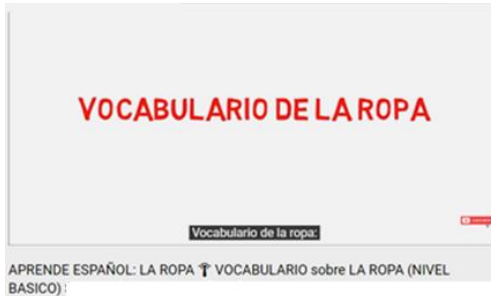 VOCABULARIO DE LA ROPA
Vocabulario de la ropa:
APRENDE ESPAÑOL: LA ROPA 👚 VOCABULARIO sobre LA ROPA (NIVEL
BASICO)